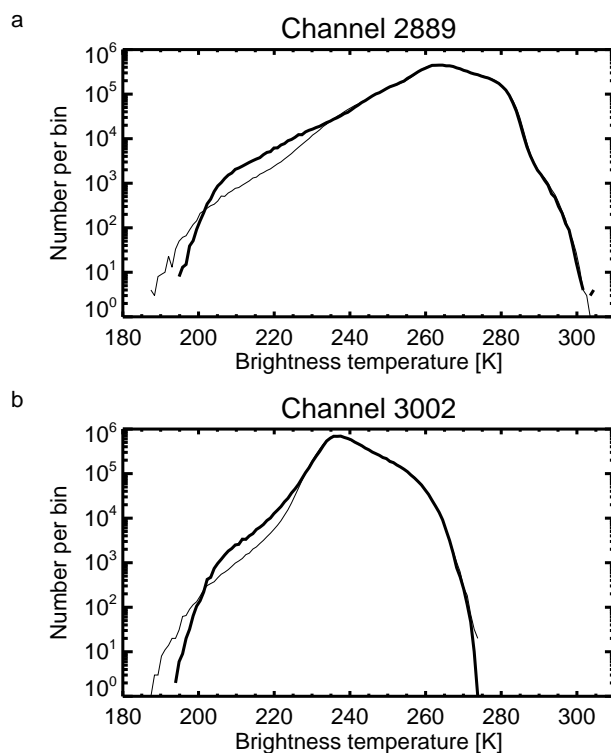 a
Channel 2889
10^6
10^5
10^4
10^3
10^2
10^1
10^0
Number per bin
180 200 220 240 260 280 300
Brightness temperature [K]
b
Channel 3002
10^6
10^5
10^4
10^3
10^2
10^1
10^0
Number per bin
180 200 220 240 260 280 300
Brightness temperature [K]